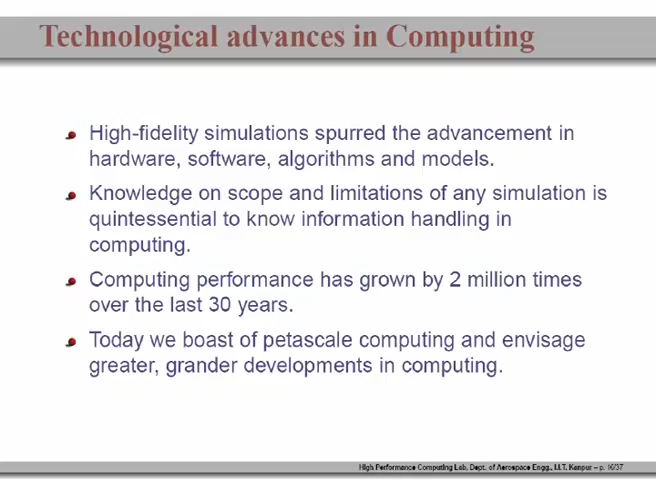 Technological advances in Computing
High-fidelity simulations spurred the advancement in
hardware, software, algorithms and models.
Knowledge on scope and limitations of any simulation is
quintessential to know information handling in
computing.
Computing performance has grown by 2 million times
over the last 30 years.
Today we boast of petascale computing and envisage
greater, grander developments in computing.
High Performance Computing Lab, Dept. of Aerospace Engg., I.I.T. Kanpur – p. 16/37